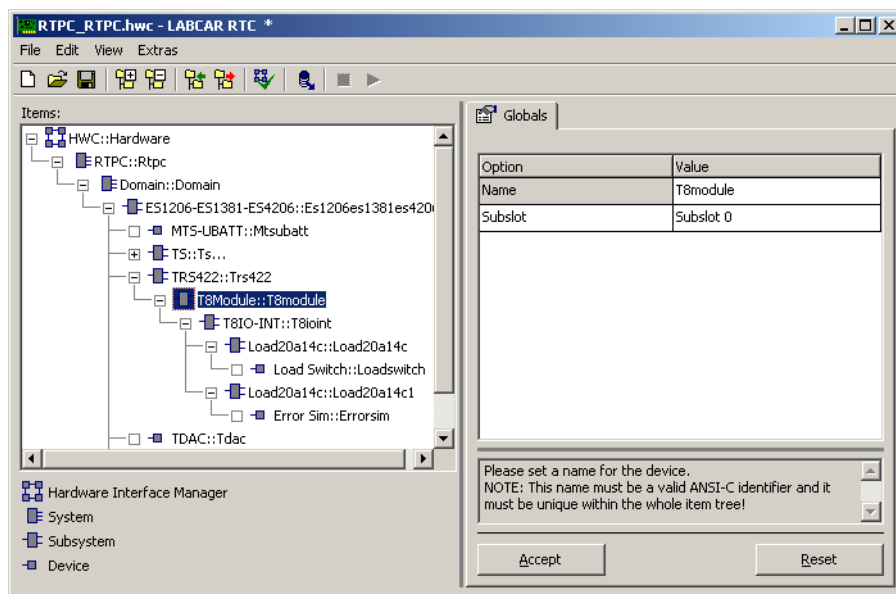 RTPC_RTPC.hwc - LABCAR RTC *
File Edit View Extras
Items:
HWC::Hardware
RTPC::Rtpc
Domain::Domain
ES1206-ES1381-ES4206::Es1206es1381es420
MTS-UBATT::Mtsubatt
TS::Ts...
TRS422::Trs422
T8Module::T8module
T8IO-INT::T8ioint
Load20a14c::Load20a14c
Load Switch::Loadswitch
Load20a14c::Load20a14c1
Error Sim::Errorsim
TDAC::Tdac
Hardware Interface Manager
System
Subsystem
Device
Globals
Option Value
Name T8module
Subslot Subslot 0
Please set a name for the device.
NOTE: This name must be a valid ANSI-C identifier and it
must be unique within the whole item tree!
Accept Reset